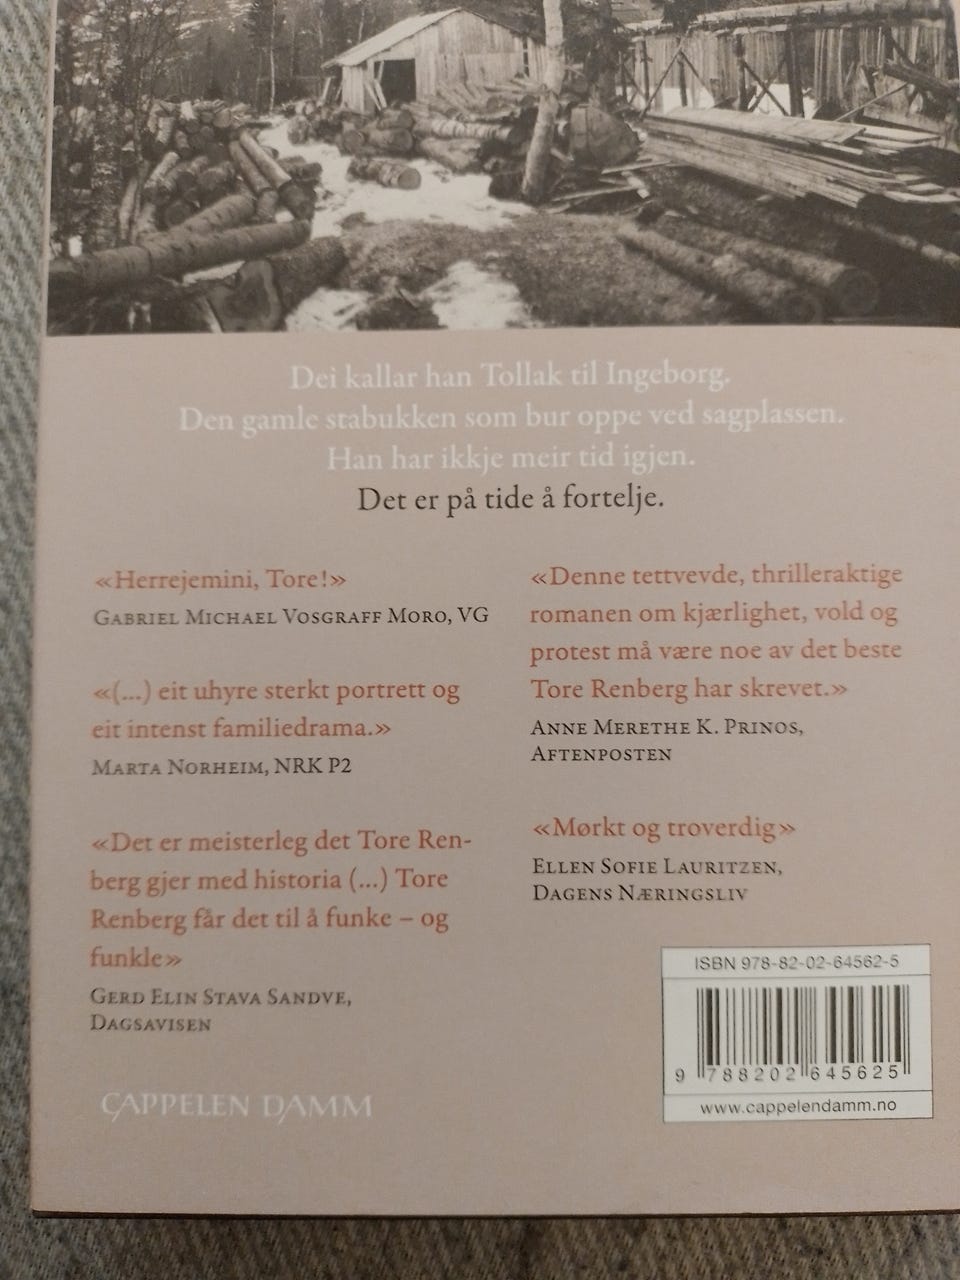 Dei kallar han Tollak til Ingeborg.
Den gamle stabukken som bur oppe ved sagplassen.
Han har ikkje meir tid igjen.
Det er på tide å fortelje.
«Herrejemini, Tore!»
GABRIEL MICHAEL VOSGRAFF MORO, VG
«(...) eit uhyre sterkt portrett og
eit intenst familiedrama.»
MARTA NORHEIM, NRK P2
«Det er meisterleg det Tore Ren-
berg gjer med historia (...) Tore
Renberg får det til å funke – og
funkle»
GERD ELIN STAVA SANDVE,
DAGSAVISEN
«Denne tettvevde, thrilleraktige
romanen om kjærlighet, vold og
protest må være noe av det beste
Tore Renberg har skrevet.»
ANNE MERETHE K. PRINOS,
AFTENPOSTEN
«Mørkt og troverdig»
ELLEN SOFIE LAURITZEN,
DAGENS NÆRINGSLIV
CAPPELEN DAMM
ISBN 978-82-02-64562-5
9 788202 645625
www.cappelendamm.no